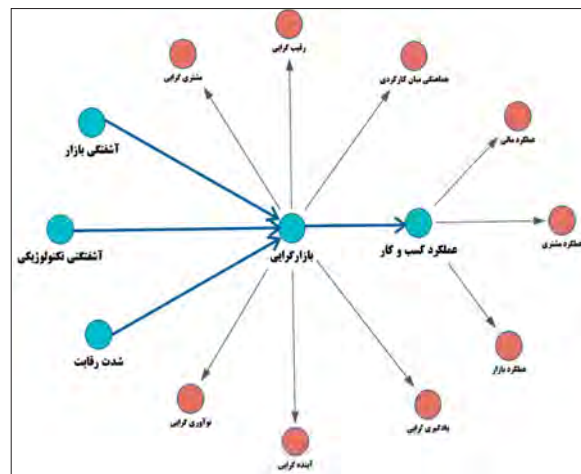 رقیب گرایی
مشتری گرایی
هماهنگی میان کارکردی
آشفتگی بازار
عملکرد مالی
آشفتگی تکنولوژیکی
بازارگرایی
عملکرد کسب و کار
عملکرد مشتری
شدت رقابت
عملکرد بازار
نوآوری گرایی
آینده گرایی
یادگیری گرایی